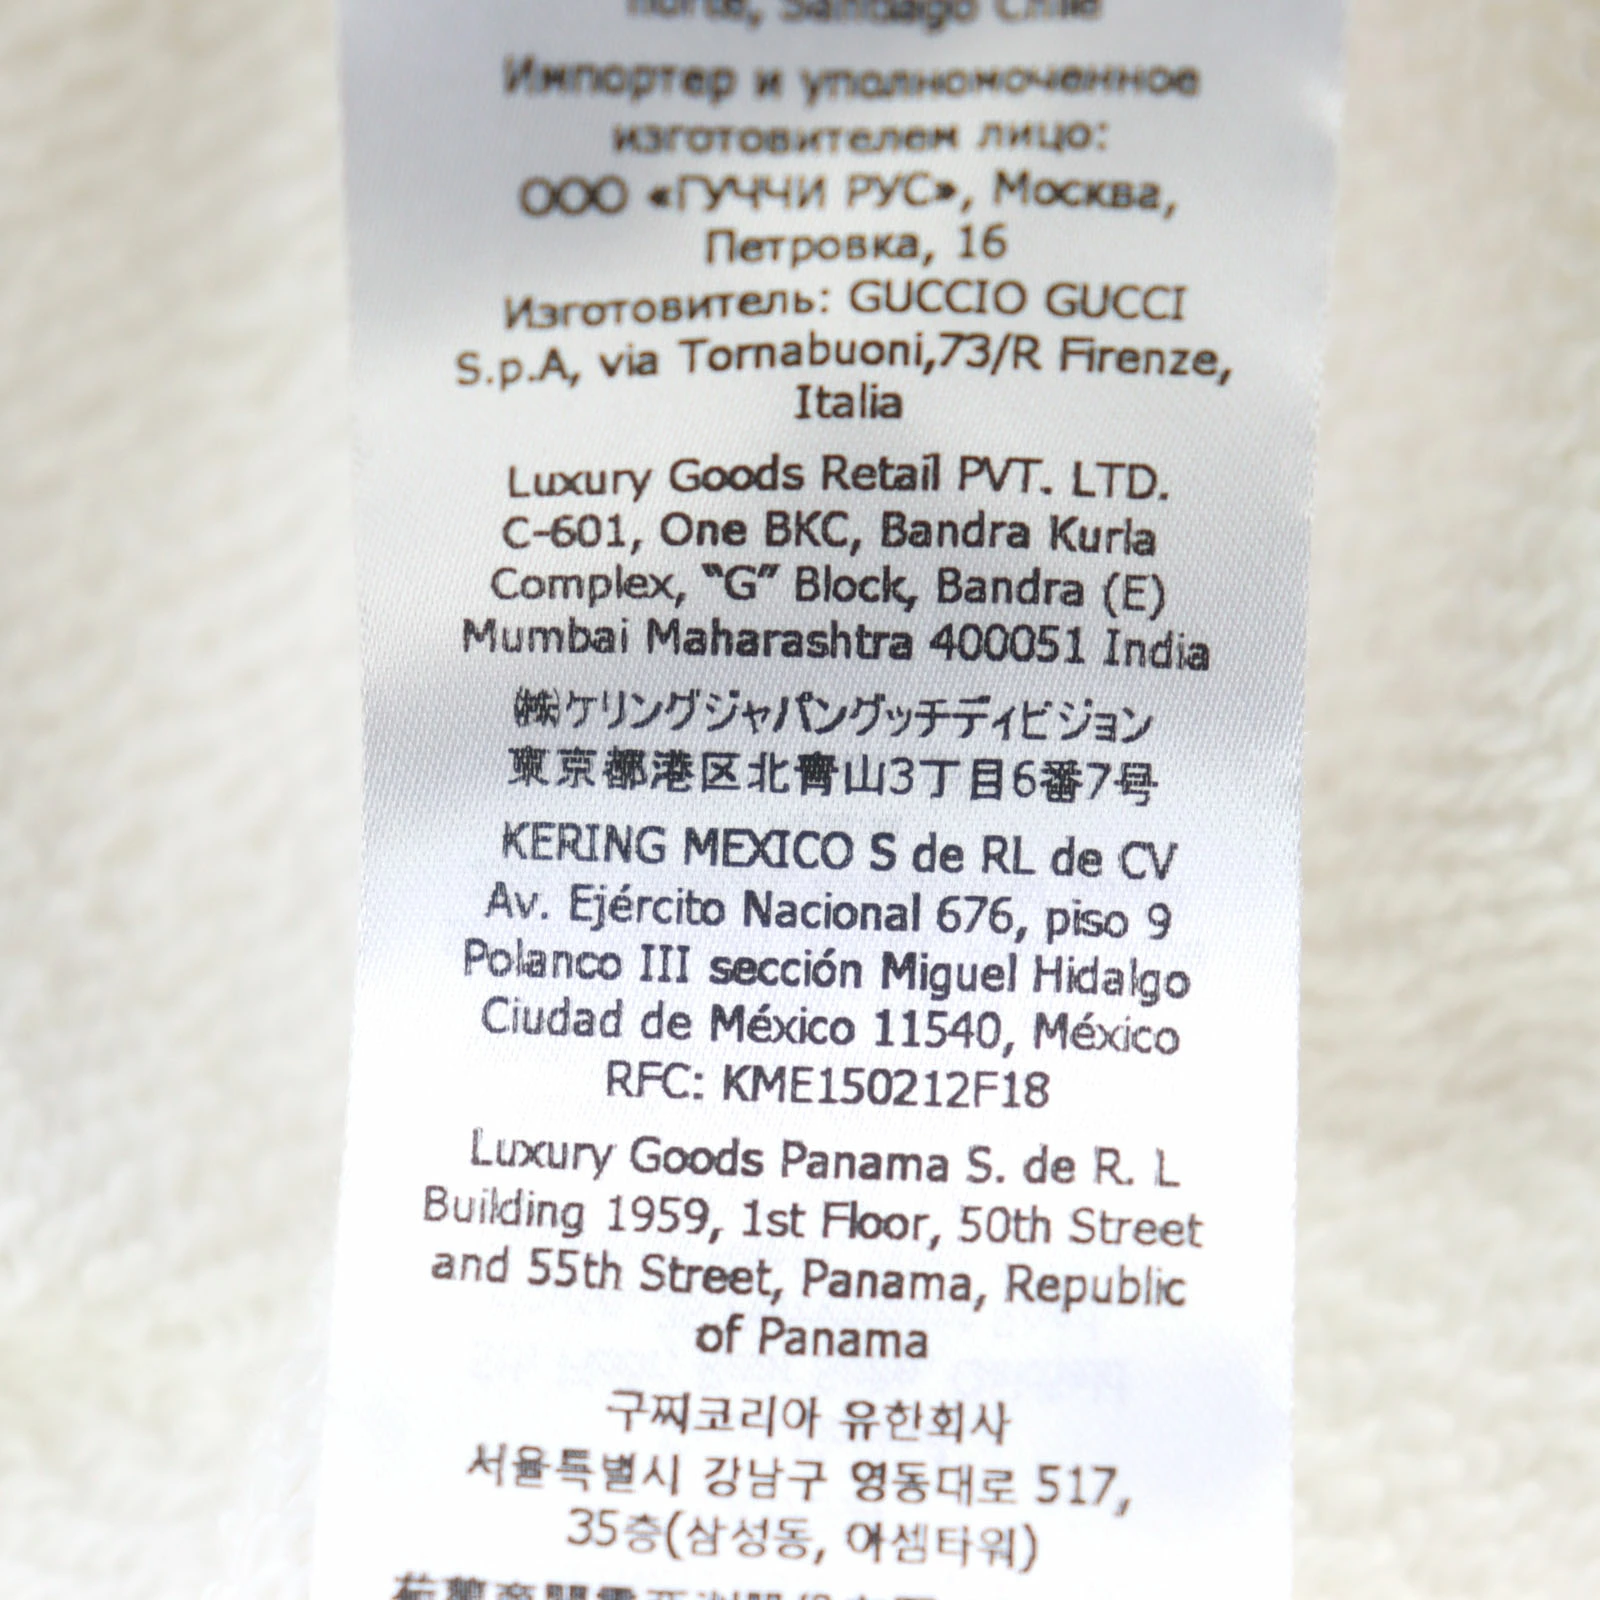 norte, Santiago Chile
Импортер и уполномоченное
изготовителем лицо:
ООО «ГУЧЧИ РУС», Москва,
Петровка, 16
Изготовитель: GUCCIO GUCCI
S.p.A, via Tornabuoni,73/R Firenze,
Italia
Luxury Goods Retail PVT. LTD.
C-601, One BKC, Bandra Kurla
Complex, “G” Block, Bandra (E)
Mumbai Maharashtra 400051 India
㈱ケリングジャパングッチディビジョン
東京都港区北青山3丁目6番7号
KERING MEXICO S de RL de CV
Av. Ejército Nacional 676, piso 9
Polanco III sección Miguel Hidalgo
Ciudad de México 11540, México
RFC: KME150212F18
Luxury Goods Panama S. de R. L
Building 1959, 1st Floor, 50th Street
and 55th Street, Panama, Republic
of Panama
구찌코리아 유한회사
서울특별시 강남구 영동대로 517,
35층(삼성동, 아셈타워)